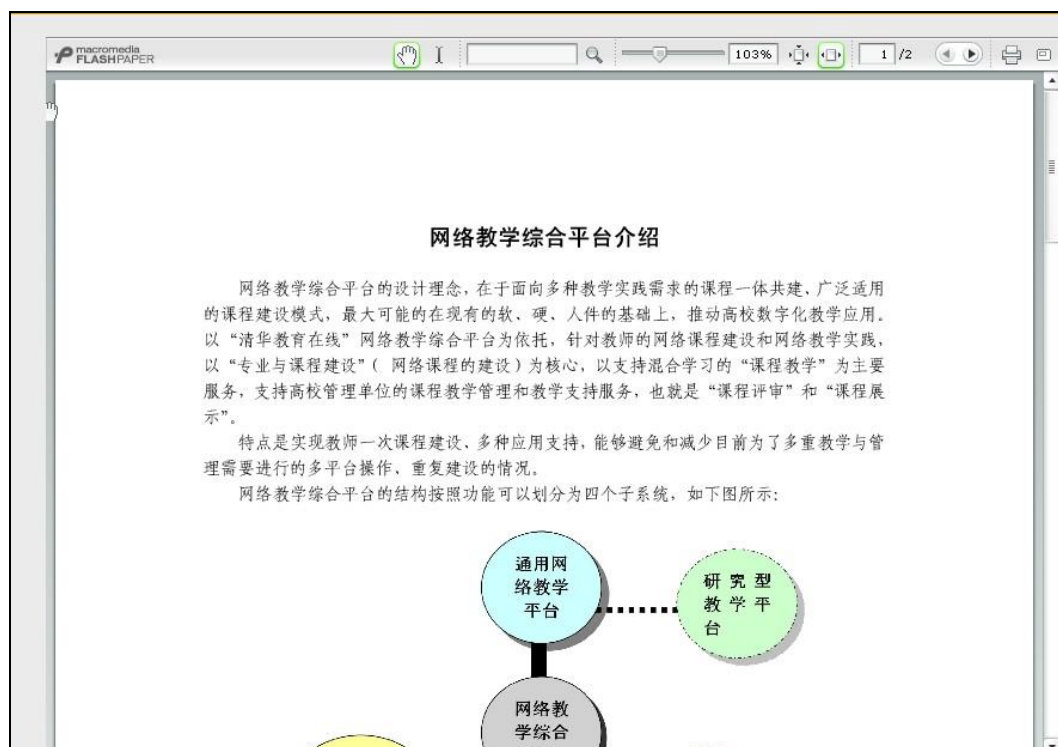 macromedia
FLASHPAPER
103%
1 /2
网络教学综合平台介绍
网络教学综合平台的设计理念，在于面向多种教学实践需求的课程一体共建、广泛适用
的课程建设模式，最大可能的在现有的软、硬、人件的基础上，推动高校数字化教学应用。
以“清华教育在线”网络教学综合平台为依托，针对教师的网络课程建设和网络教学实践，
以“专业与课程建设”( 网络课程的建设)为核心，以支持混合学习的“课程教学”为主要
服务，支持高校管理单位的课程教学管理和教学支持服务，也就是“课程评审”和“课程展
示”。
特点是实现教师一次课程建设、多种应用支持，能够避免和减少目前为了多重教学与管
理需要进行的多平台操作、重复建设的情况。
网络教学综合平台的结构按照功能可以划分为四个子系统，如下图所示：
通用网
络教学
平台
研究型
教学平
台
网络教
学综合